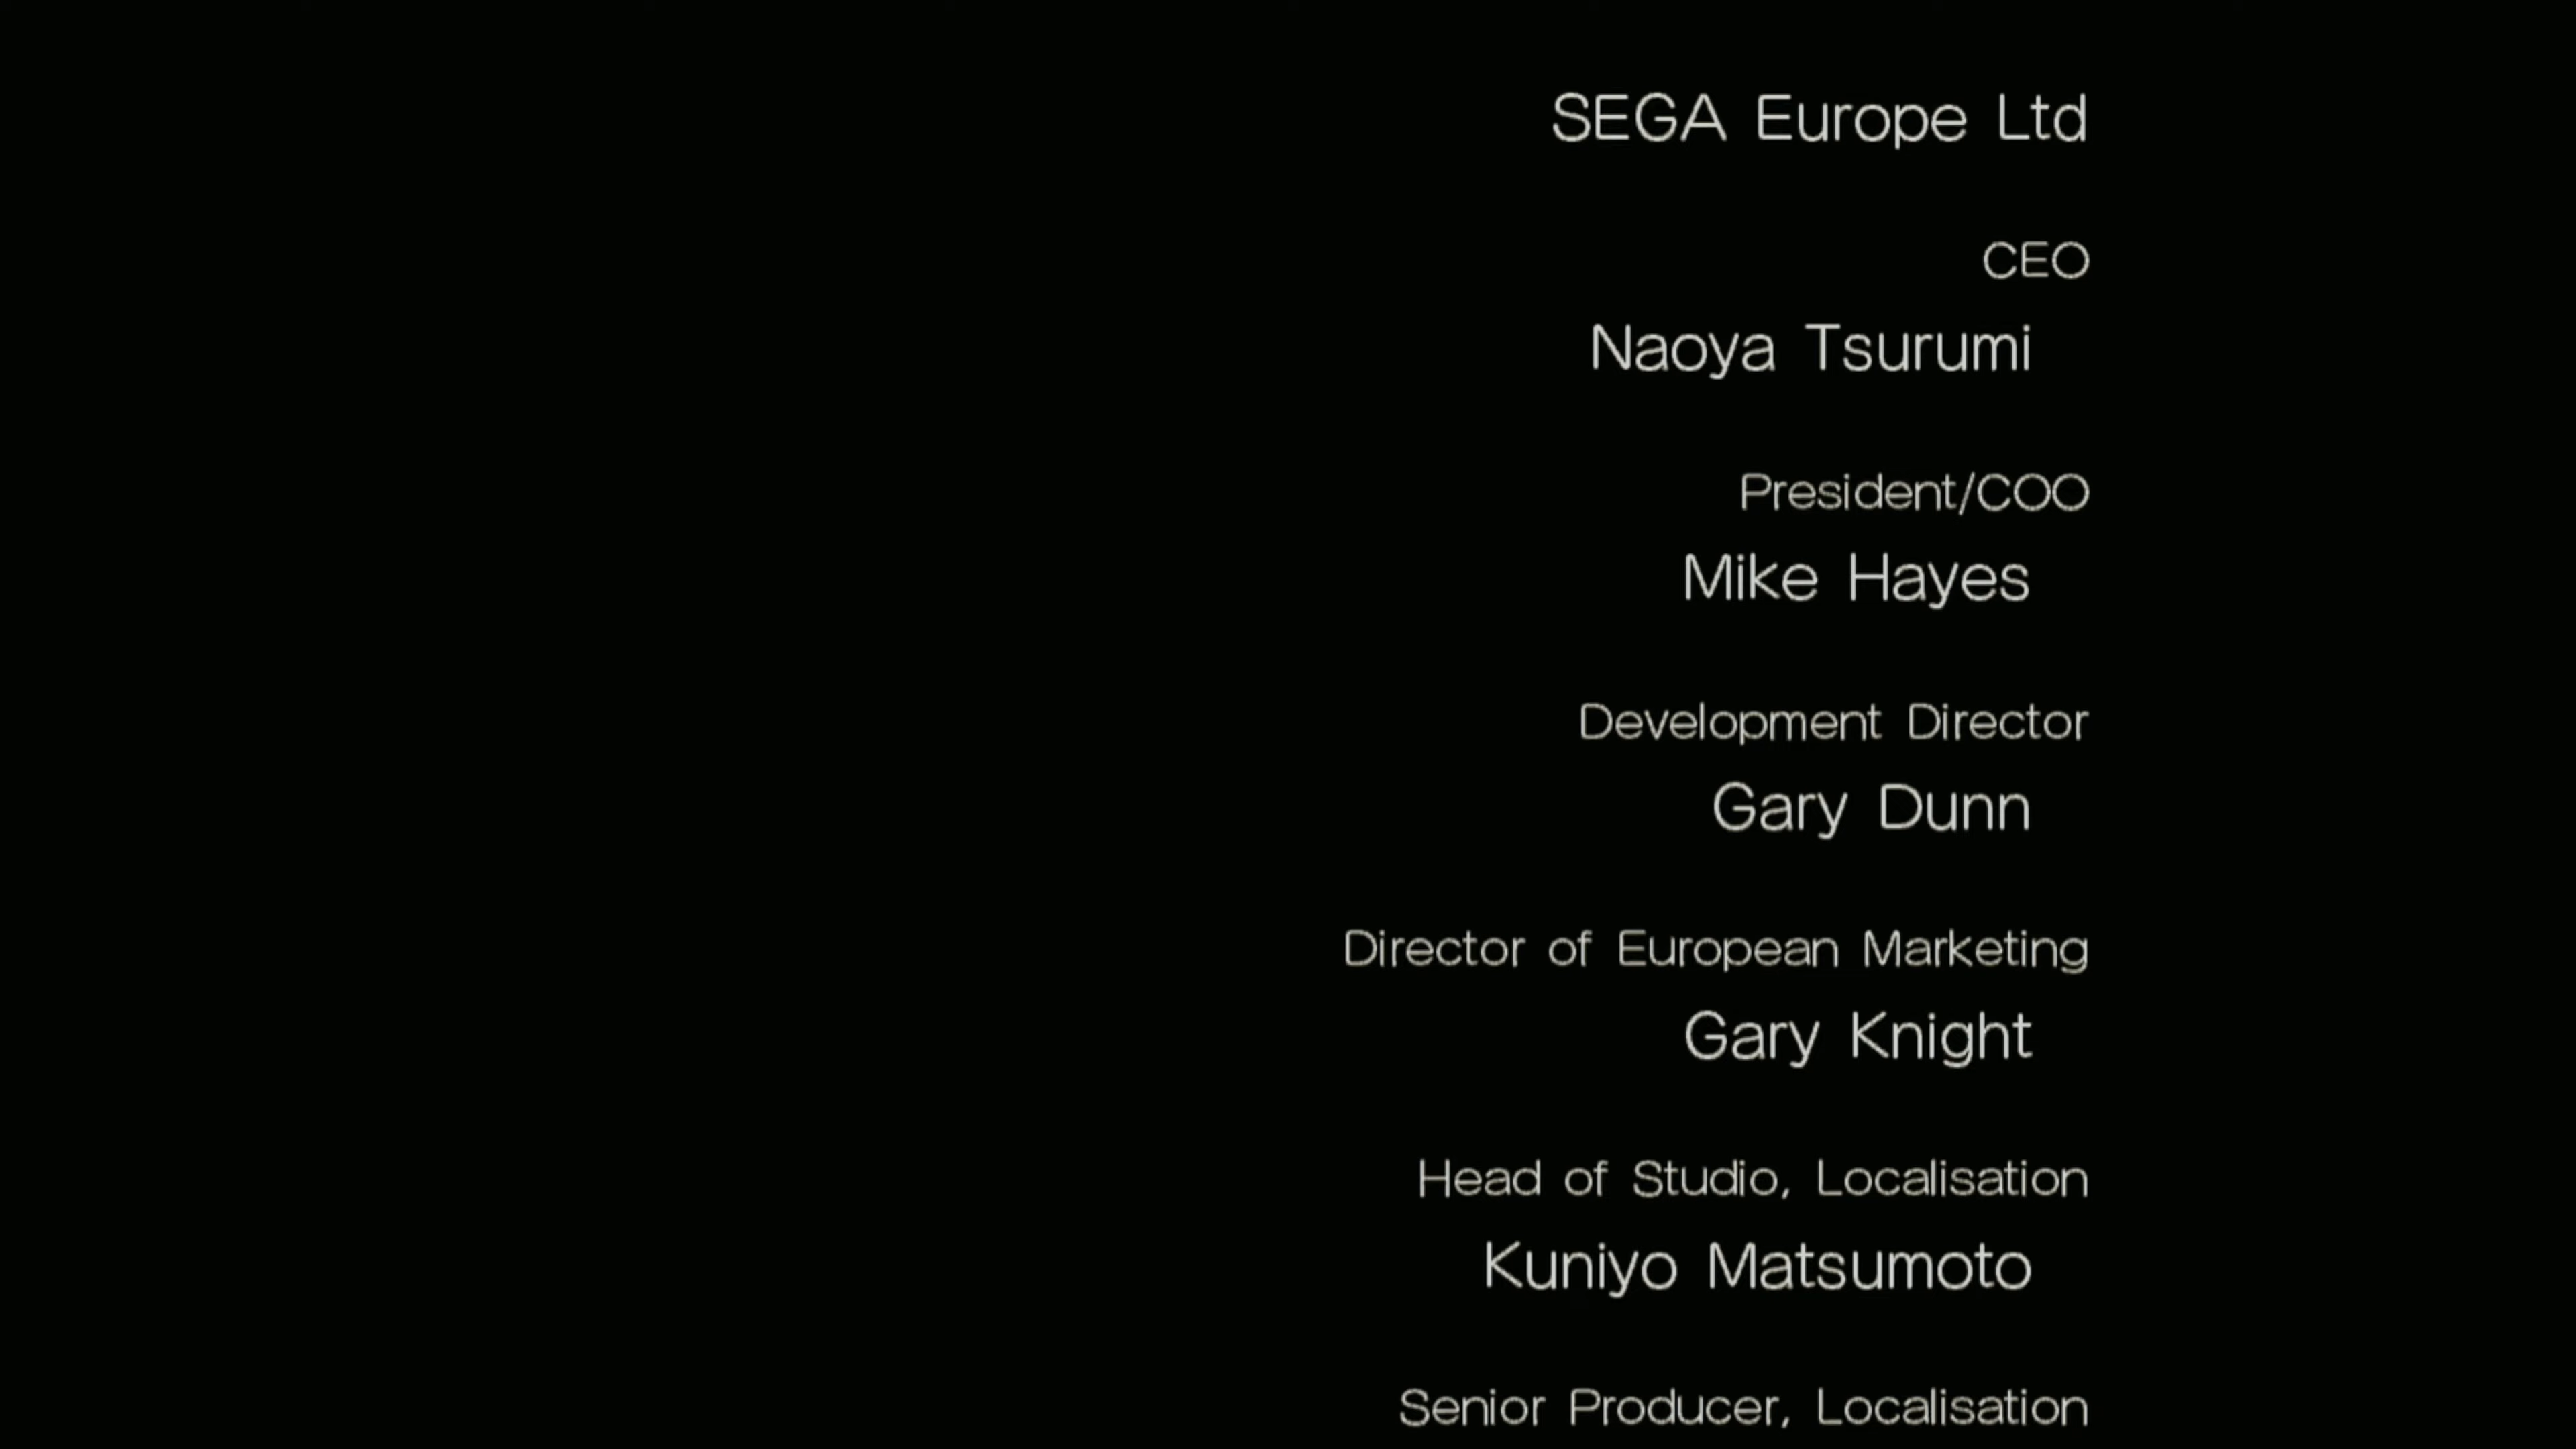 SEGA Europe Ltd
CEO
Naoya Tsurumi
President/COO
Mike Hayes
Development Director
Gary Dunn
Director of European Marketing
Gary Knight
Head of Studio, Localisation
Kuniyo Matsumoto
Senior Producer, Localisation